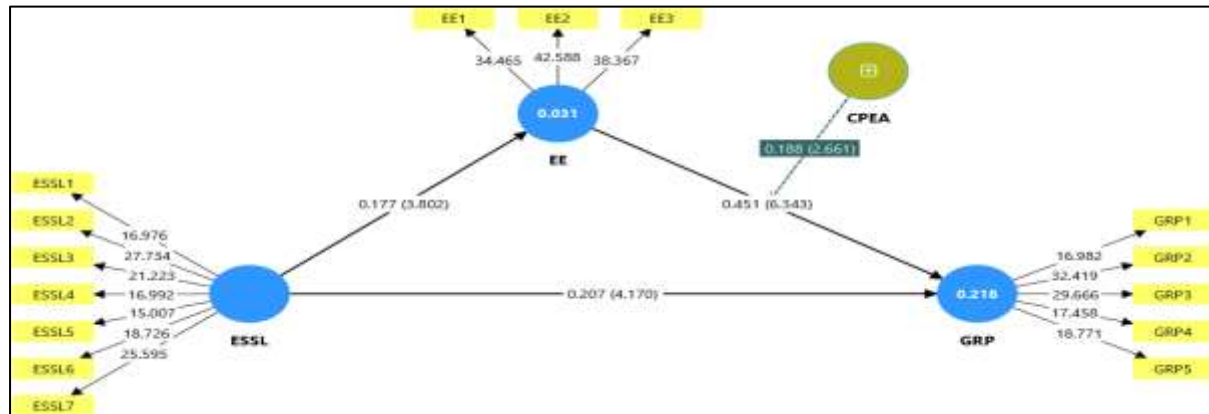 EE1
EE2
EE3
34.465
42.588
38.367
CPEA
0.031
EE
0.188 (2.661)
ESSL1
ESSL2
ESSL3
ESSL4
ESSL5
ESSL6
ESSL7
16.976
27.734
21.223
16.992
15.007
18.726
25.595
ESSL
0.177 (3.802)
0.451 (6.343)
0.207 (4.170)
0.218
GRP
16.982
32.419
29.666
17.458
18.771
GRP1
GRP2
GRP3
GRP4
GRP5